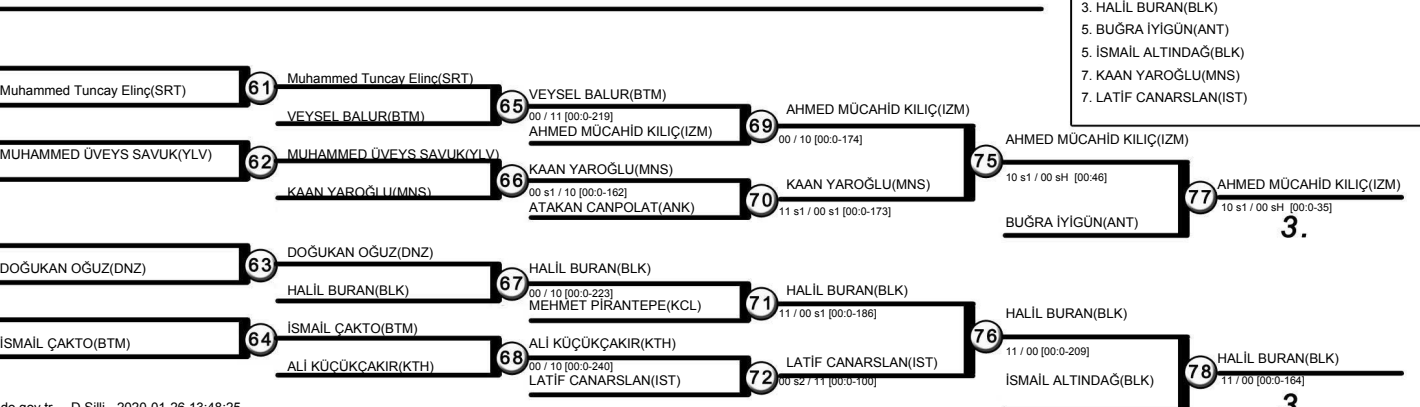 3. HALİL BURAN(BLK)
5. BUĞRA İYİGÜN(ANT)
5. İSMAİL ALTINDAĞ(BLK)
7. KAAN YAROĞLU(MNS)
7. LATİF CANARSLAN(IST)
Muhammed Tuncay Elinç(SRT)
61
Muhammed Tuncay Elinç(SRT)
VEYSEL BALUR(BTM)
65
VEYSEL BALUR(BTM)
00 / 11 [00:0-219]
AHMED MÜCAHİD KILIÇ(IZM)
69
AHMED MÜCAHİD KILIÇ(IZM)
00 / 10 [00:0-174]
MUHAMMED ÜVEYS SAVUK(YLV)
62
MUHAMMED ÜVEYS SAVUK(YLV)
KAAN YAROĞLU(MNS)
66
KAAN YAROĞLU(MNS)
00 s1 / 10 [00:0-162]
ATAKAN CANPOLAT(ANK)
70
KAAN YAROĞLU(MNS)
11 s1 / 00 s1 [00:0-173]
75
AHMED MÜCAHİD KILIÇ(IZM)
10 s1 / 00 sH [00:46]
BUĞRA İYİGÜN(ANT)
77
AHMED MÜCAHİD KILIÇ(IZM)
10 s1 / 00 sH [00:0-35]
3.
DOĞUKAN OĞUZ(DNZ)
63
DOĞUKAN OĞUZ(DNZ)
HALİL BURAN(BLK)
67
HALİL BURAN(BLK)
00 / 10 [00:0-223]
MEHMET PİRANTEPE(KCL)
71
HALİL BURAN(BLK)
11 / 00 s1 [00:0-186]
İSMAİL ÇAKTO(BTM)
64
İSMAİL ÇAKTO(BTM)
ALİ KÜÇÜKÇAKIR(KTH)
68
ALİ KÜÇÜKÇAKIR(KTH)
00 / 10 [00:0-240]
LATİF CANARSLAN(IST)
72
LATİF CANARSLAN(IST)
00 s2 / 11 [00:0-100]
76
HALİL BURAN(BLK)
11 / 00 [00:0-209]
İSMAİL ALTINDAĞ(BLK)
78
HALİL BURAN(BLK)
11 / 00 [00:0-164]
3